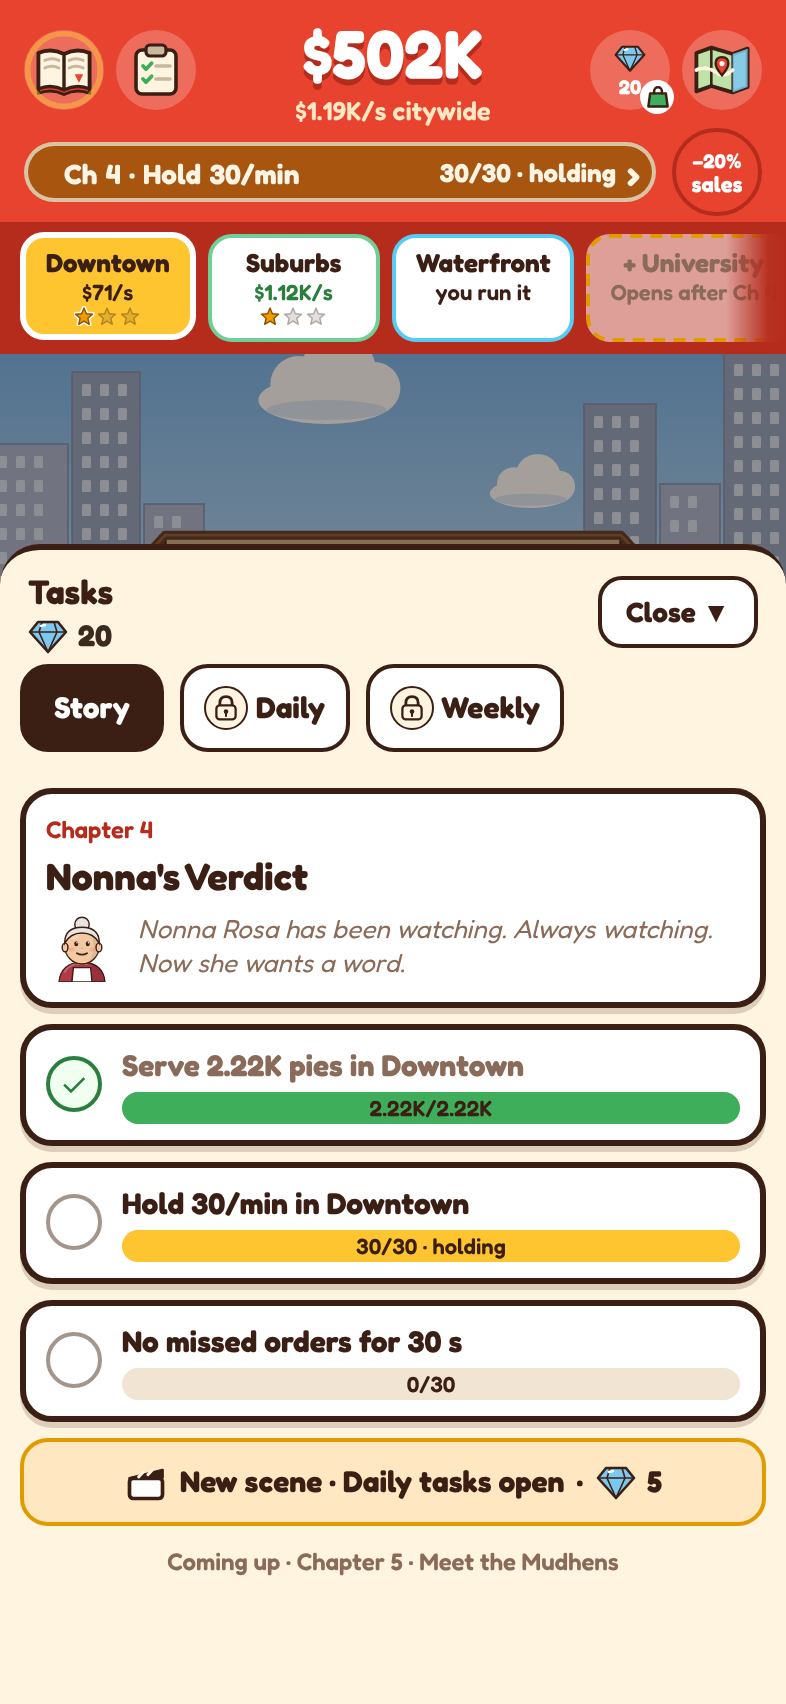 $502K
$1.19K/s citywide
20
Ch 4 · Hold 30/min
30/30 · holding
-20%
sales
Downtown
$71/s
Suburbs
$1.12K/s
Waterfront
you run it
+ University
Opens after Ch
Tasks
20
Close ▼
Story
Daily
Weekly
Chapter 4
Nonna's Verdict
Nonna Rosa has been watching. Always watching.
Now she wants a word.
Serve 2.22K pies in Downtown
2.22K/2.22K
Hold 30/min in Downtown
30/30 · holding
No missed orders for 30 s
0/30
New scene · Daily tasks open · 5
Coming up · Chapter 5 · Meet the Mudhens